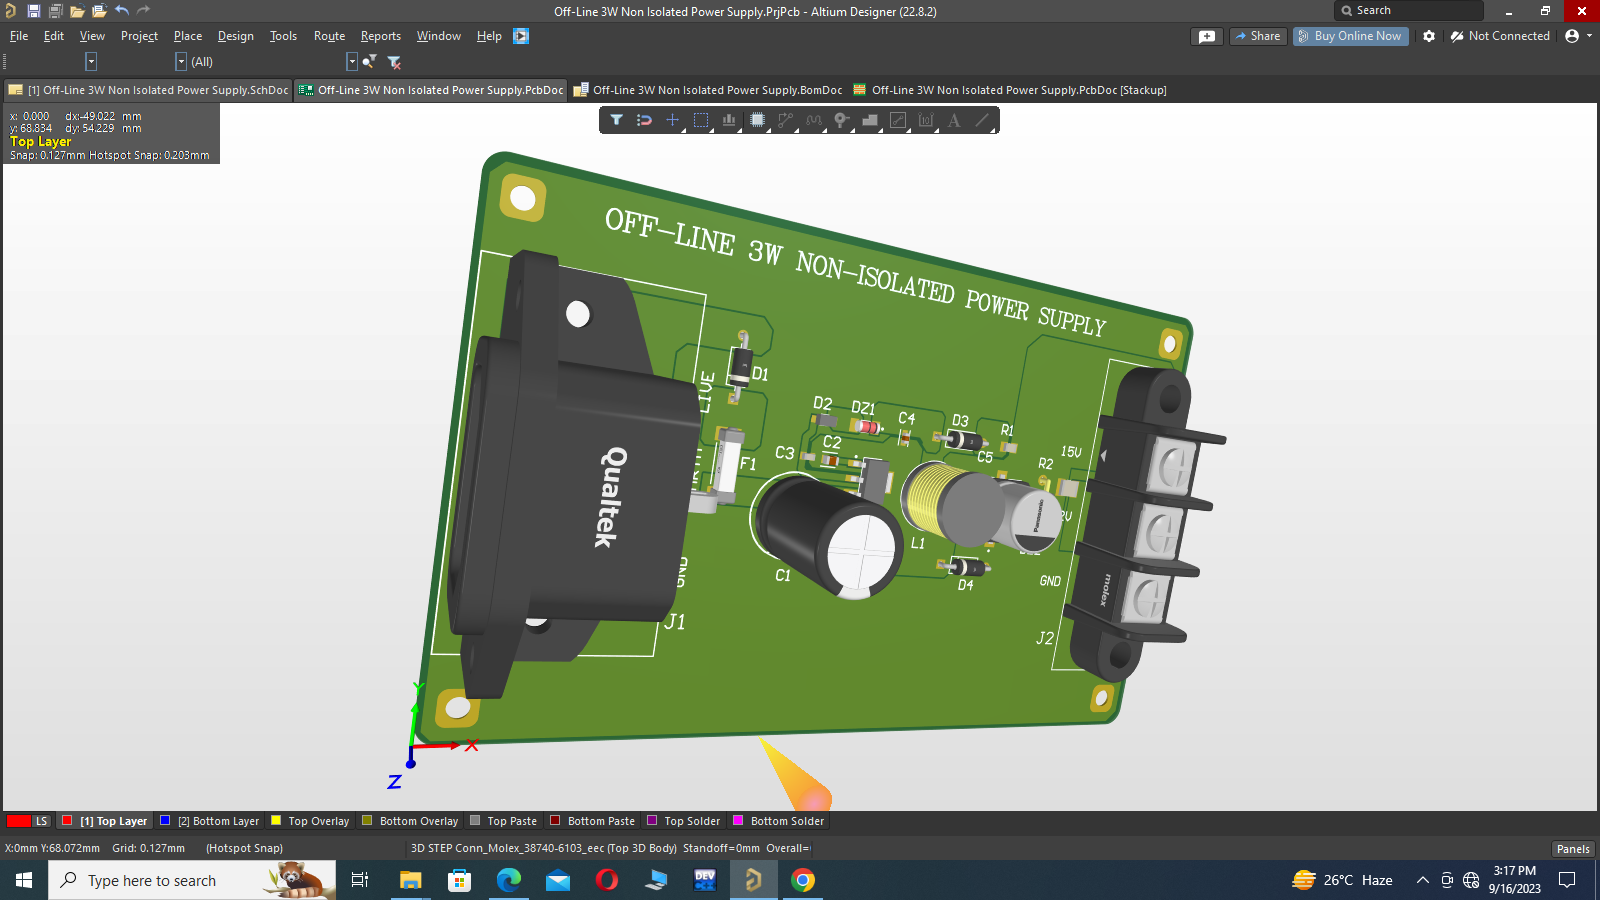 Off-Line 3W Non Isolated Power Supply.PrjPcb - Altium Designer (22.8.2)
Search
File Edit View Project Place Design Tools Route Reports Window Help
Share
Buy Online Now
Not Connected
(All)
[1] Off-Line 3W Non Isolated Power Supply.SchDoc
Off-Line 3W Non Isolated Power Supply.PcbDoc
Off-Line 3W Non Isolated Power Supply.BomDoc
Off-Line 3W Non Isolated Power Supply.PcbDoc [Stackup]
x: 0.000 dx:-49.022 mm
y: 68.834 dy: 54.229 mm
Top Layer
Snap: 0.127mm Hotspot Snap: 0.203mm
OFF-LINE 3W NON-ISOLATED POWER SUPPLY
D1
LIVE
D2
DZ1
C4
D3
R1
C2
C3
C5
15V
R2
F1
Qualtek
Panasonic
L1
C1
D4
GND
GND
molex
J1
J2
Y
X
Z
LS
[1] Top Layer
[2] Bottom Layer
Top Overlay
Bottom Overlay
Top Paste
Bottom Paste
Top Solder
Bottom Solder
X:0mm Y:68.072mm Grid: 0.127mm (Hotspot Snap)
3D STEP Conn_Molex_38740-6103_eec (Top 3D Body) Standoff=0mm Overall=
Panels
Type here to search
DEV
26°C Haze
3:17 PM
9/16/2023